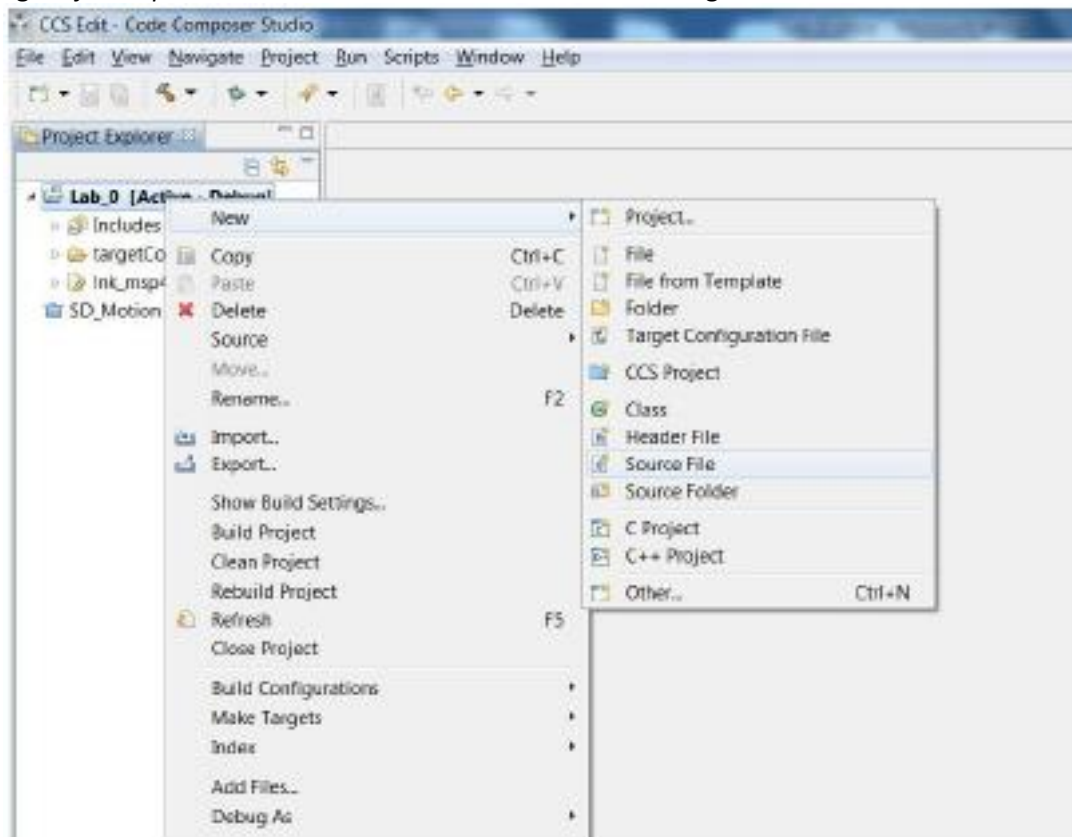 CCS Edit - Code Composer Studio
File Edit View Navigate Project Run Scripts Window Help
Project Explorer
Lab_0 [Active - Debug]
Includes
targetCo
lnk_msp4
SD_Motion
New
Copy Ctrl+C
Paste Ctrl+V
Delete Delete
Source
Move...
Rename... F2
Import...
Export...
Show Build Settings...
Build Project
Clean Project
Rebuild Project
Refresh F5
Close Project
Build Configurations
Make Targets
Index
Add Files...
Debug As
Project...
File
File from Template
Folder
Target Configuration File
CCS Project
Class
Header File
Source File
Source Folder
C Project
C++ Project
Other... Ctrl+N